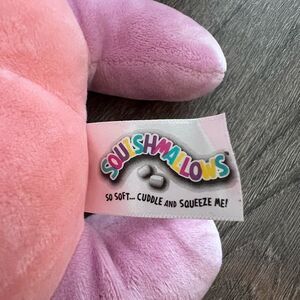 SQUISHMALLOWS
SO SOFT... CUDDLE AND SQUEEZE ME!